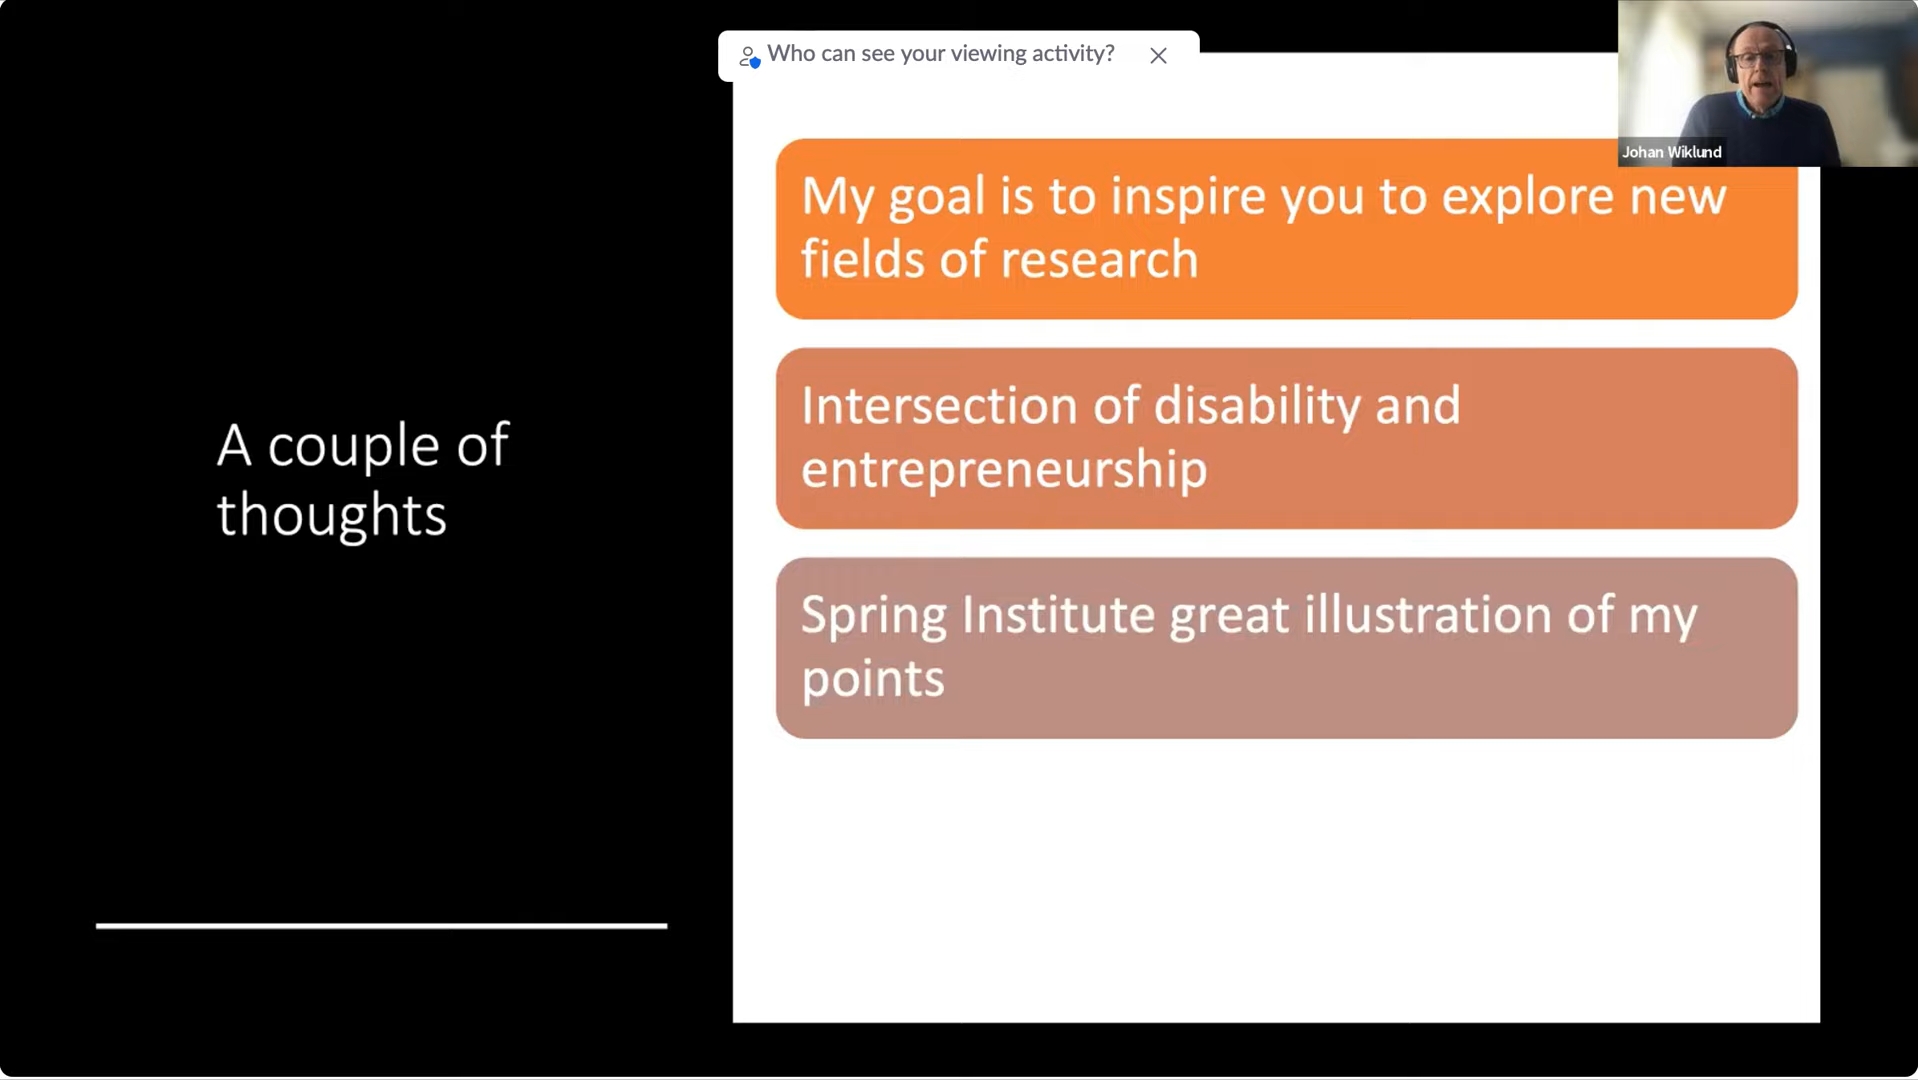 Who can see your viewing activity?
Johan Wiklund
A couple of
thoughts
My goal is to inspire you to explore new
fields of research
Intersection of disability and
entrepreneurship
Spring Institute great illustration of my
points